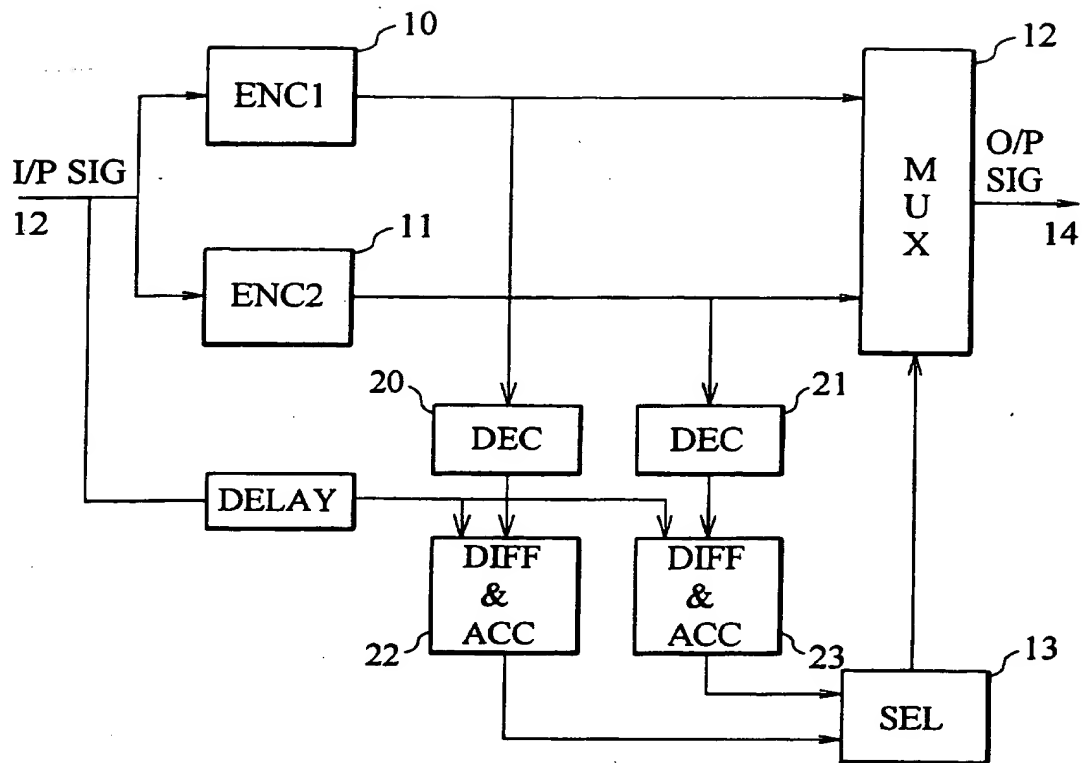 10
12
ENC1
I/P SIG
12
O/P
SIG
14
M
U
X
11
ENC2
20
21
DEC
DEC
DELAY
DIFF
&
ACC
DIFF
&
ACC
22
23
13
SEL